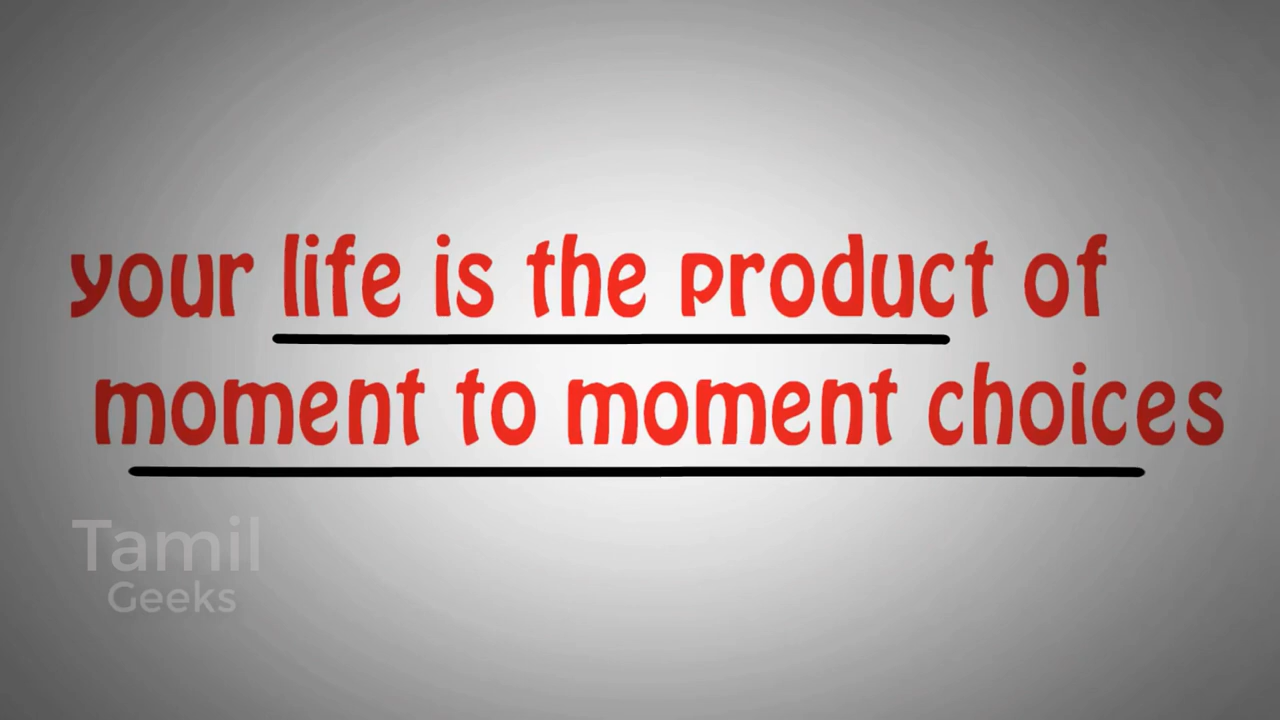 your life is the product of
moment to moment choices
Tamil
Geeks